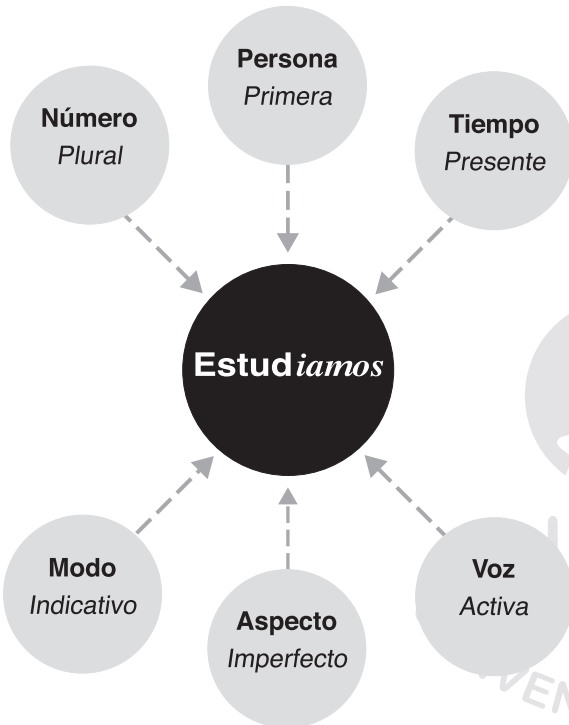 Persona
Primera
Número
Plural
Tiempo
Presente
Estudiamos
Modo
Indicativo
Aspecto
Imperfecto
Voz
Activa